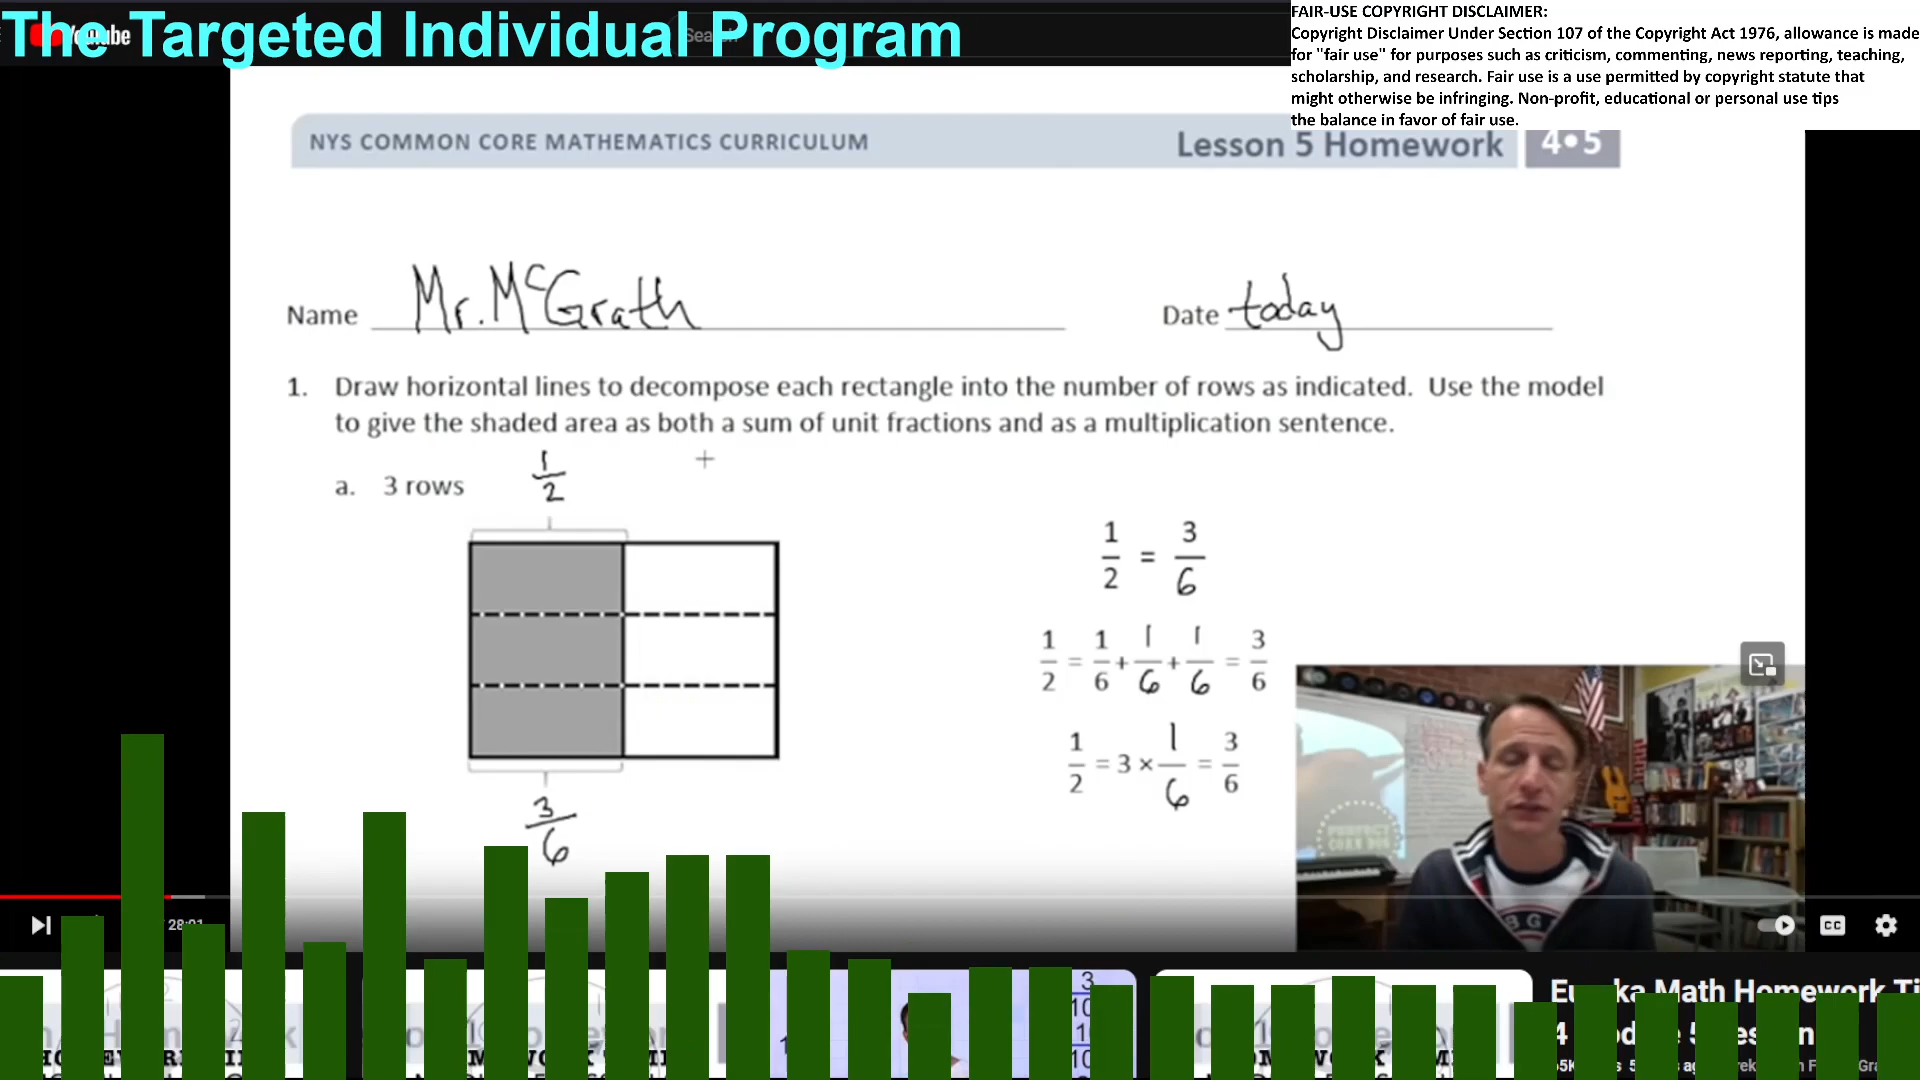 The Targeted Individual Program
FAIR-USE COPYRIGHT DISCLAIMER:
Copyright Disclaimer Under Section 107 of the Copyright Act 1976, allowance is made
for "fair use" for purposes such as criticism, commenting, news reporting, teaching,
scholarship, and research. Fair use is a use permitted by copyright statute that
might otherwise be infringing. Non-profit, educational or personal use tips
the balance in favor of fair use.
NYS COMMON CORE MATHEMATICS CURRICULUM
Lesson 5 Homework 4•5
Name Mr. McGrath
Date today
1. Draw horizontal lines to decompose each rectangle into the number of rows as indicated. Use the model
to give the shaded area as both a sum of unit fractions and as a multiplication sentence.
a. 3 rows
1/2
3/6
1/2 = 3/6
1/2 = 1/6 + 1/6 + 1/6 = 3/6
1/2 = 3 × 1/6 = 3/6
28:01
CC
Math Homework